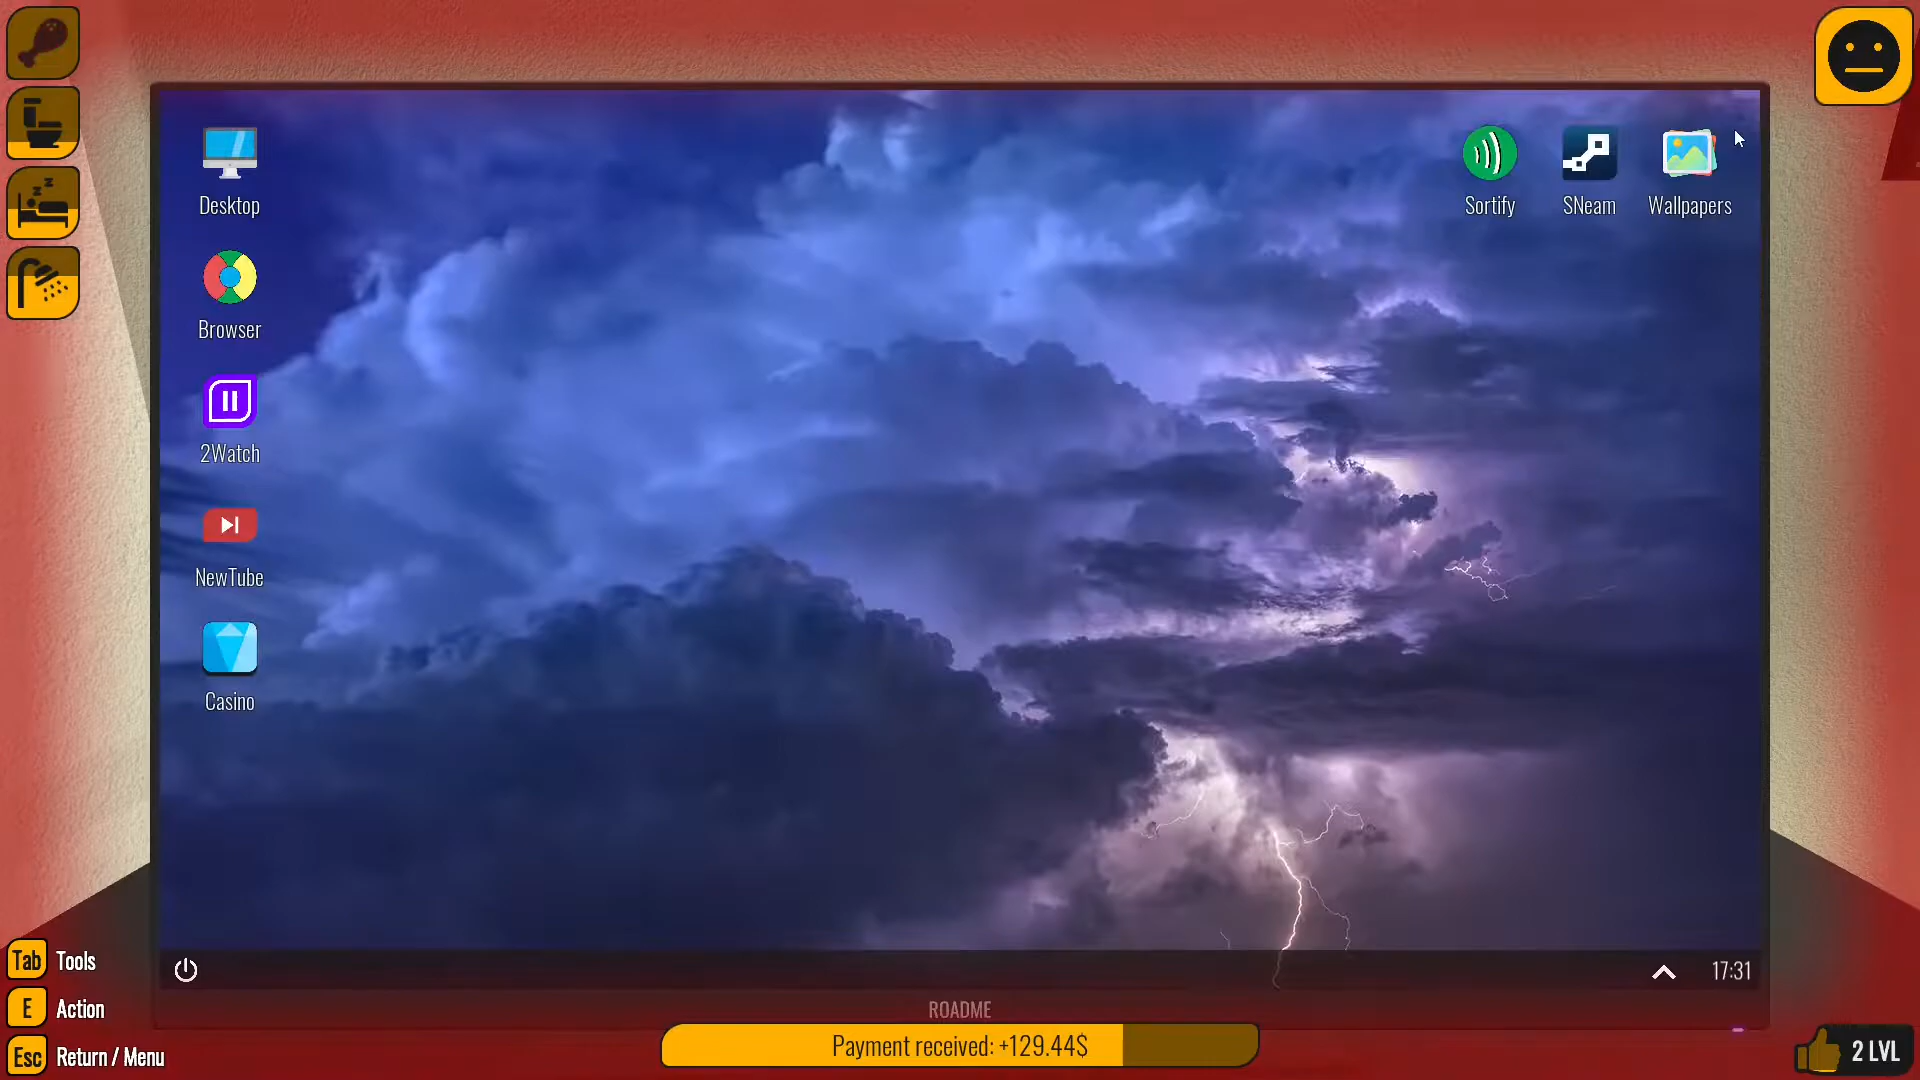 Desktop
Browser
2Watch
NewTube
Casino
Sortify
SNeam
Wallpapers
17:31
ROADME
Payment received: +129.44$
Tab Tools
E Action
Esc Return / Menu
2 LVL